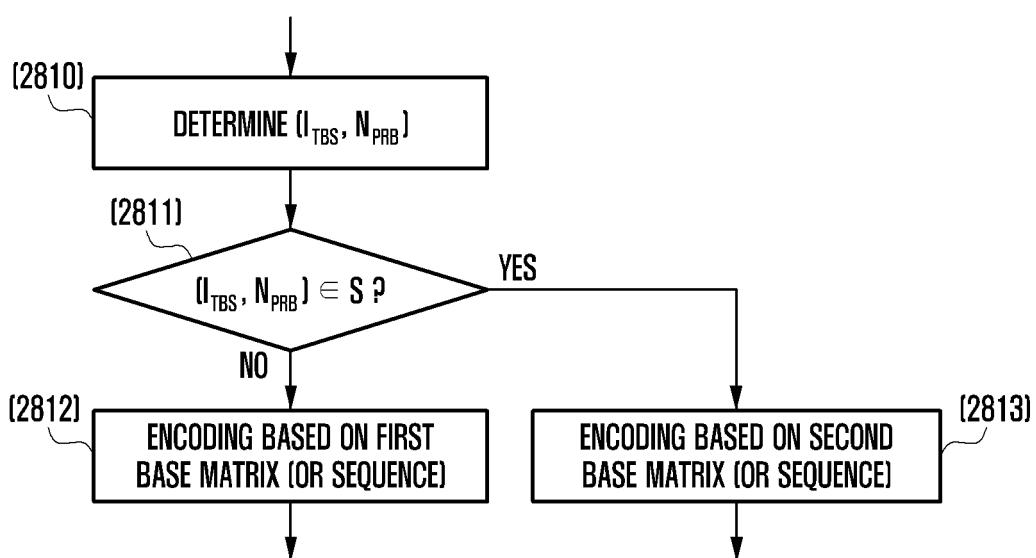 (2810)
DETERMINE (I_TBS, N_PRB)
(2811)
(I_TBS, N_PRB) ∈ S ?
YES
NO
(2812)
ENCODING BASED ON FIRST
BASE MATRIX (OR SEQUENCE)
ENCODING BASED ON SECOND
BASE MATRIX (OR SEQUENCE)
(2813)